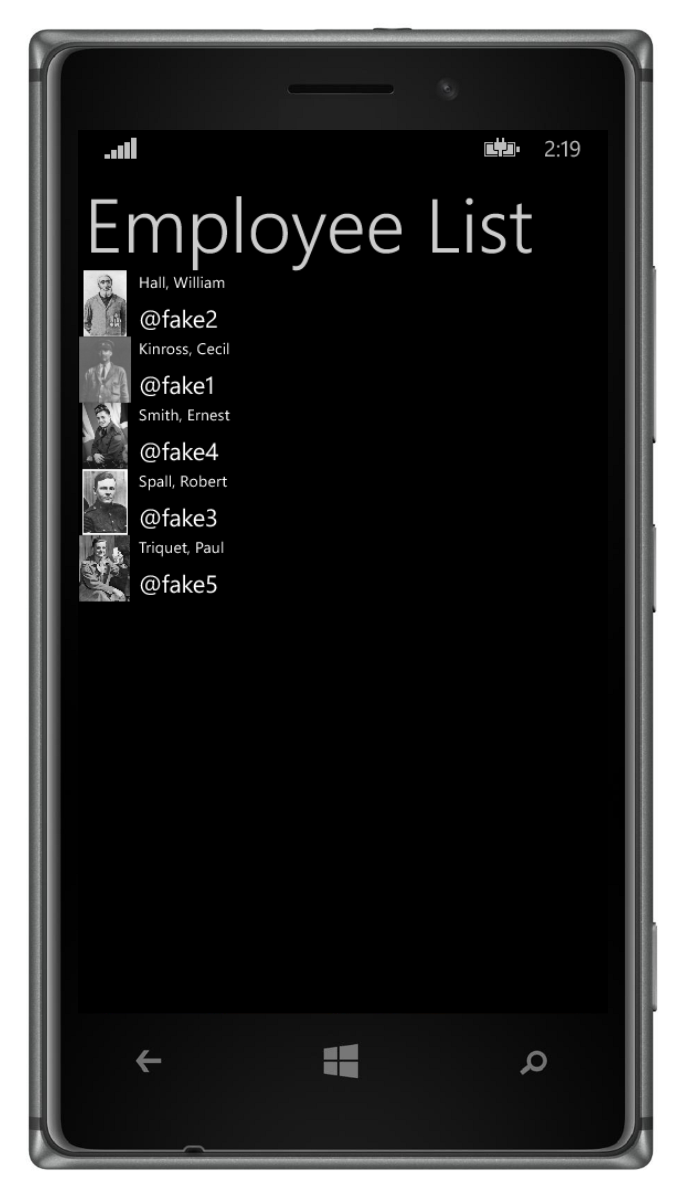 2:19
Employee List
Hall, William
@fake2
Kinross, Cecil
@fake1
Smith, Ernest
@fake4
Spall, Robert
@fake3
Triquet, Paul
@fake5